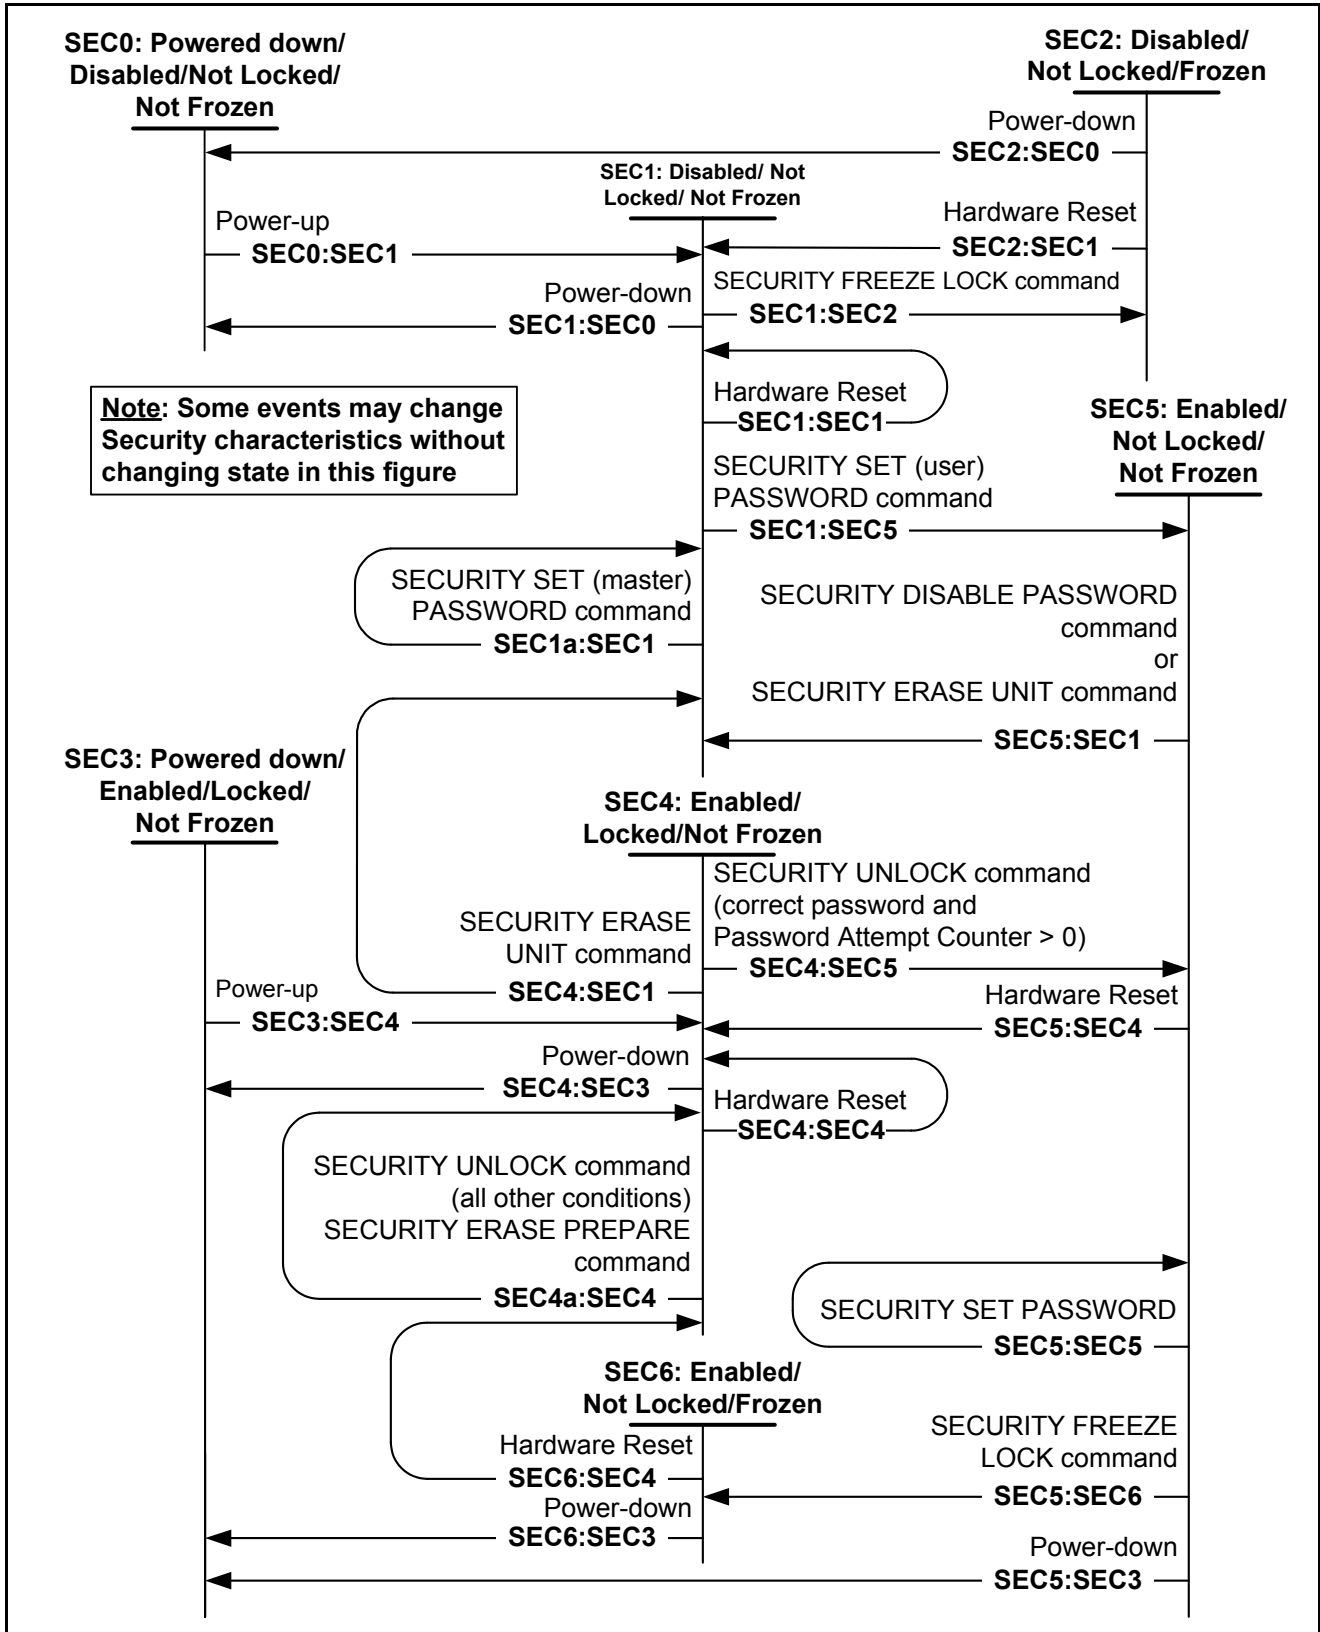 SEC0: Powered down/
Disabled/Not Locked/
Not Frozen
SEC2: Disabled/
Not Locked/Frozen
Power-down
SEC2:SEC0
SEC1: Disabled/ Not
Locked/ Not Frozen
Power-up
SEC0:SEC1
Hardware Reset
SEC2:SEC1
Power-down
SEC1:SEC0
SECURITY FREEZE LOCK command
SEC1:SEC2
Hardware Reset
SEC1:SEC1
Note: Some events may change
Security characteristics without
changing state in this figure
SEC5: Enabled/
Not Locked/
Not Frozen
SECURITY SET (user)
PASSWORD command
SEC1:SEC5
SECURITY SET (master)
PASSWORD command
SEC1a:SEC1
SECURITY DISABLE PASSWORD
command
or
SECURITY ERASE UNIT command
SEC5:SEC1
SEC3: Powered down/
Enabled/Locked/
Not Frozen
SEC4: Enabled/
Locked/Not Frozen
SECURITY UNLOCK command
(correct password and
Password Attempt Counter > 0)
SEC4:SEC5
SECURITY ERASE
UNIT command
SEC4:SEC1
Power-up
SEC3:SEC4
Hardware Reset
SEC5:SEC4
Power-down
SEC4:SEC3
Hardware Reset
SEC4:SEC4
SECURITY UNLOCK command
(all other conditions)
SECURITY ERASE PREPARE
command
SEC4a:SEC4
SECURITY SET PASSWORD
SEC5:SEC5
SEC6: Enabled/
Not Locked/Frozen
Hardware Reset
SEC6:SEC4
SECURITY FREEZE
LOCK command
SEC5:SEC6
Power-down
SEC6:SEC3
Power-down
SEC5:SEC3